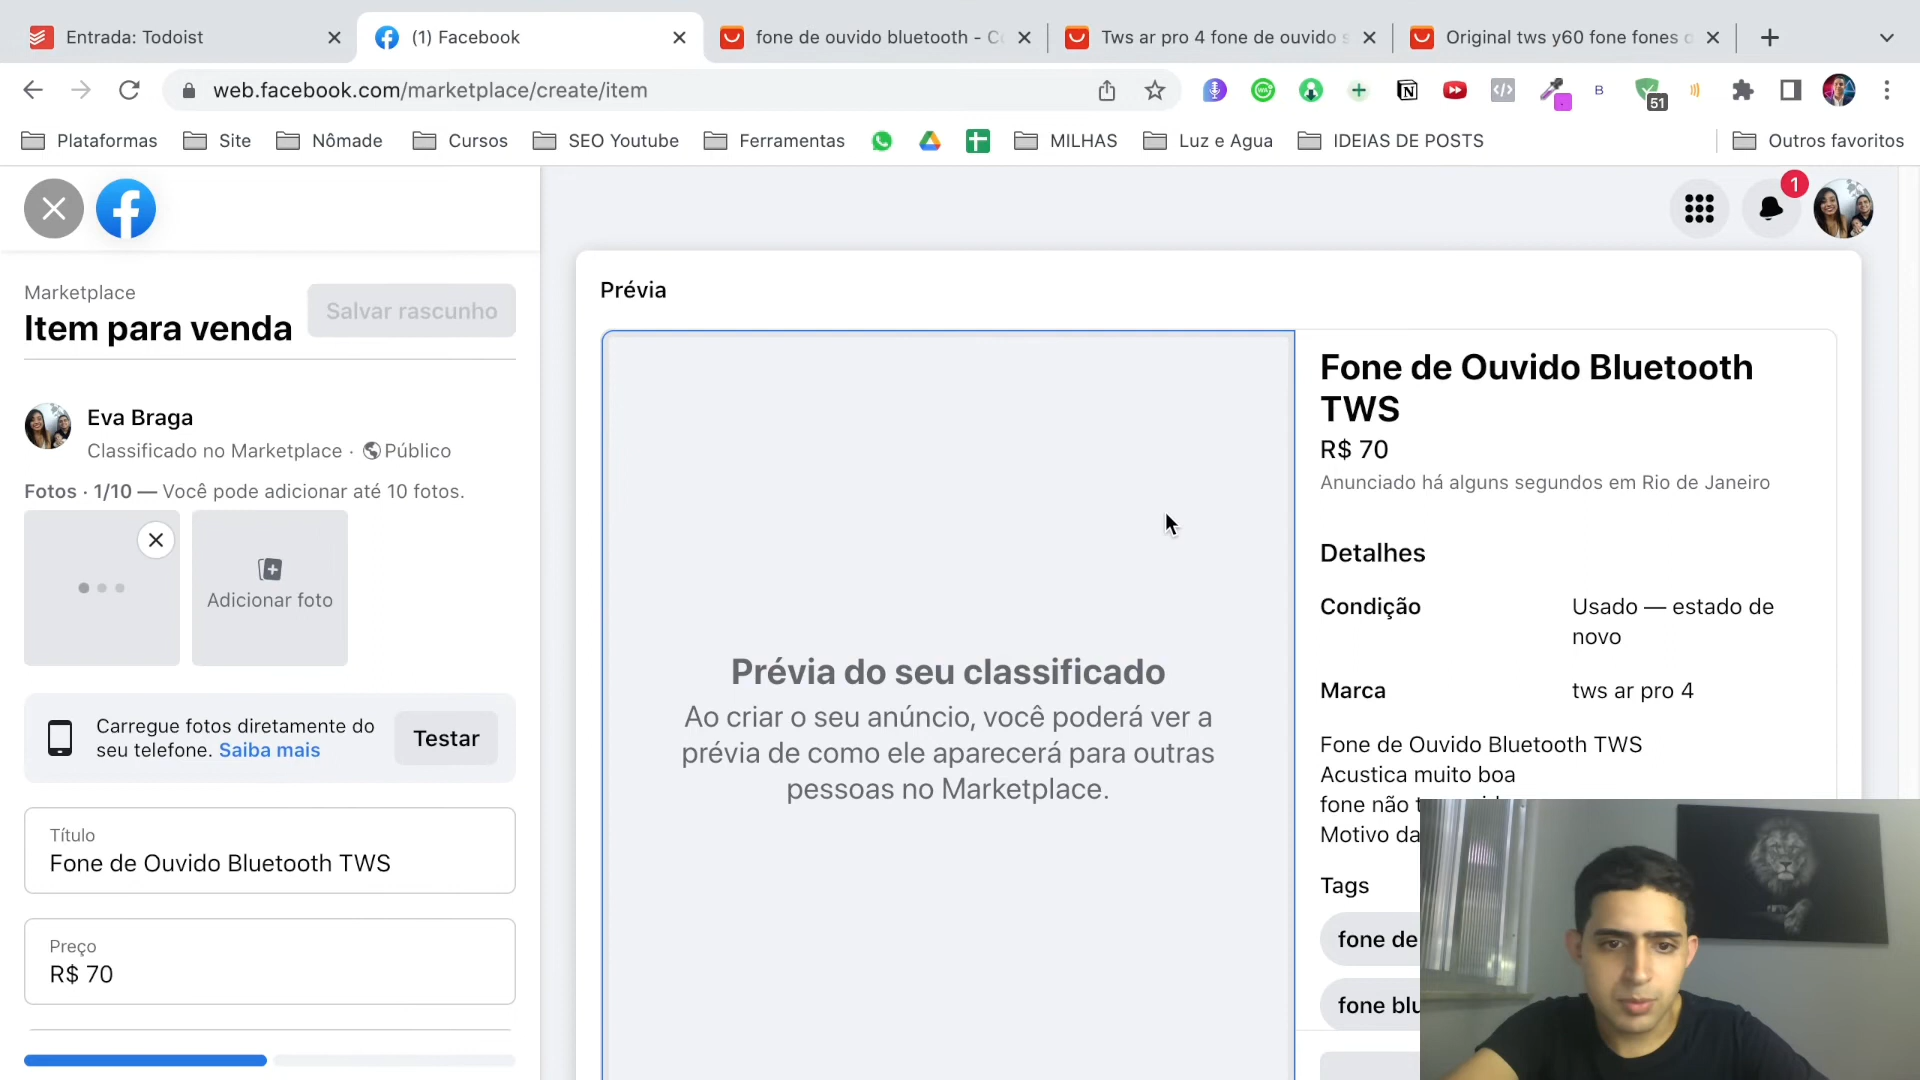 Entrada: Todoist
(1) Facebook
fone de ouvido bluetooth - C
Tws ar pro 4 fone de ouvido
Original tws y60 fone fones
web.facebook.com/marketplace/create/item
51
Plataformas
Site
Nômade
Cursos
SEO Youtube
Ferramentas
MILHAS
Luz e Agua
IDEIAS DE POSTS
Outros favoritos
1
Marketplace
Item para venda
Salvar rascunho
Eva Braga
Classificado no Marketplace · Público
Fotos · 1/10 — Você pode adicionar até 10 fotos.
Adicionar foto
Carregue fotos diretamente do
seu telefone. Saiba mais
Testar
Título
Fone de Ouvido Bluetooth TWS
Preço
R$ 70
Prévia
Prévia do seu classificado
Ao criar o seu anúncio, você poderá ver a
prévia de como ele aparecerá para outras
pessoas no Marketplace.
Fone de Ouvido Bluetooth
TWS
R$ 70
Anunciado há alguns segundos em Rio de Janeiro
Detalhes
Condição
Usado — estado de
novo
Marca
tws ar pro 4
Fone de Ouvido Bluetooth TWS
Acustica muito boa
fone não
Motivo da
Tags
fone de
fone blu